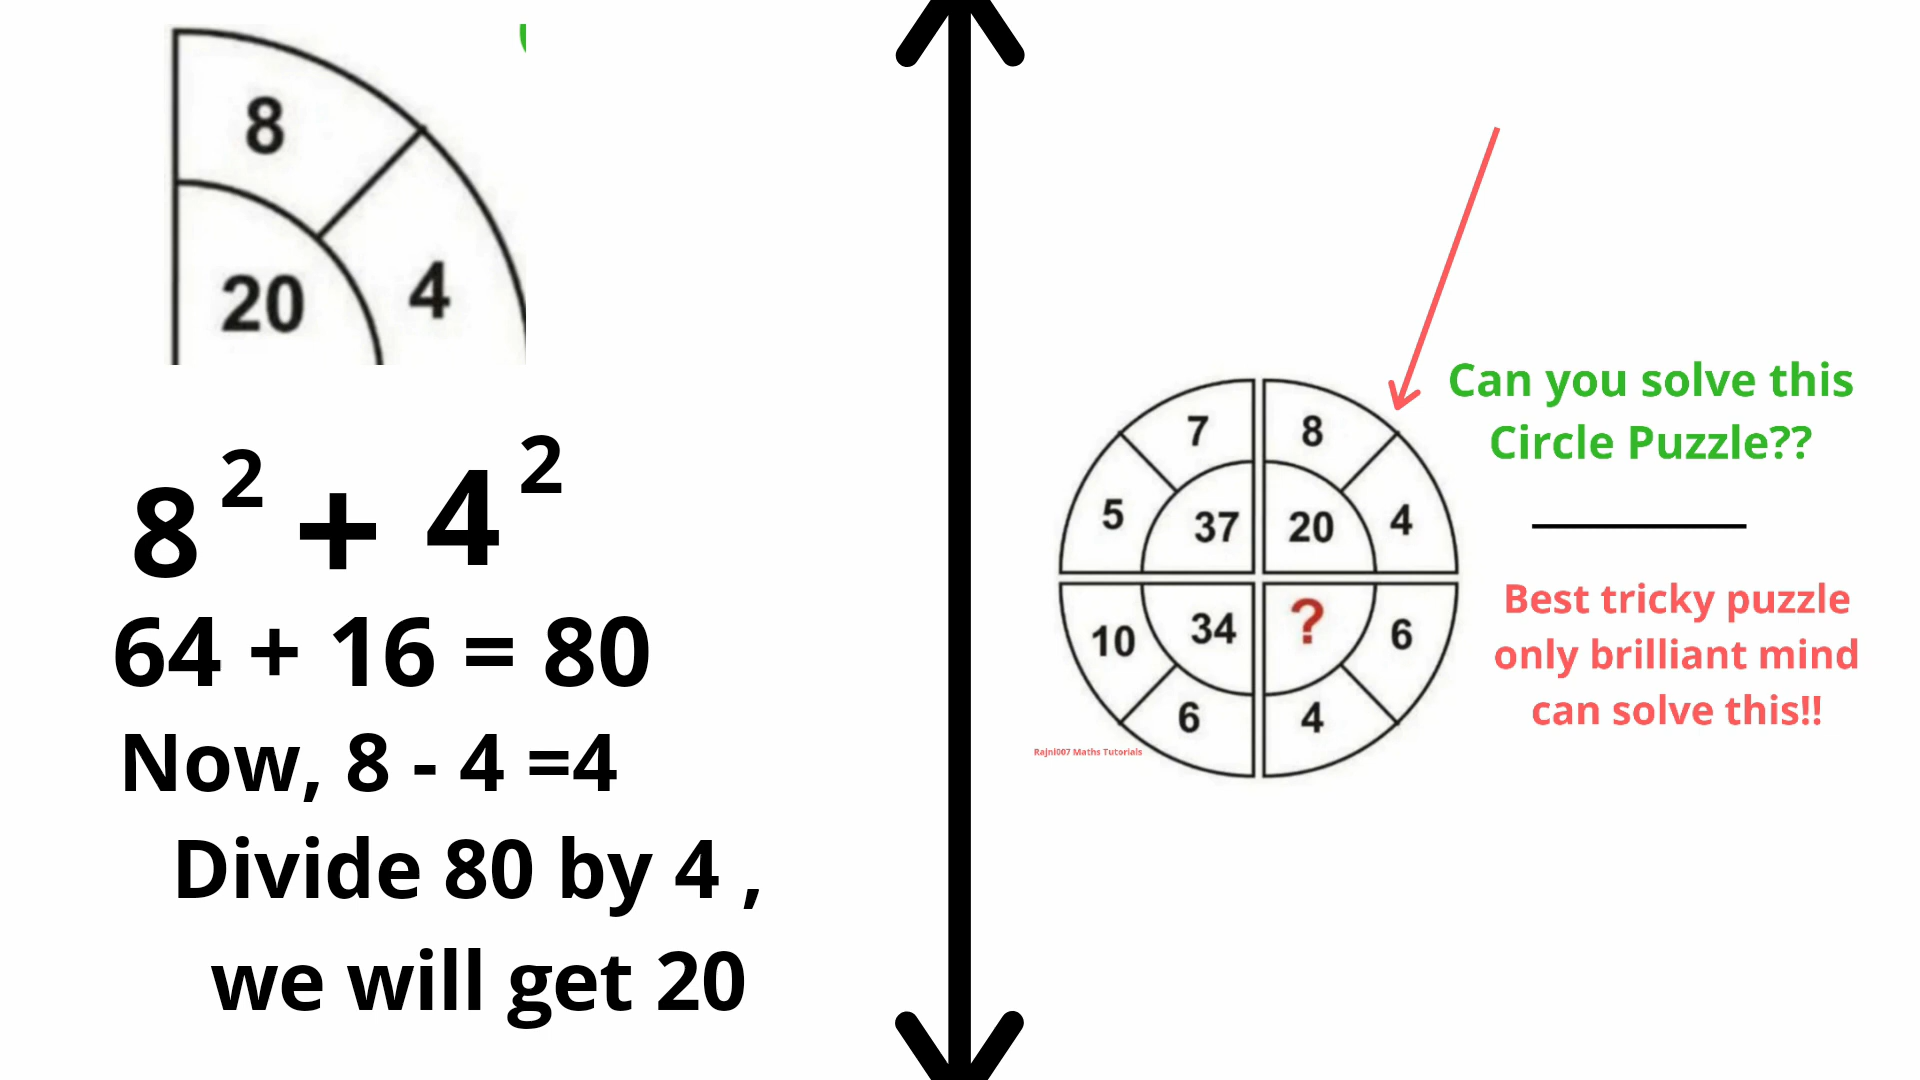 8
4
20
8² + 4²
64 + 16 = 80
Now, 8 - 4 =4
Divide 80 by 4 ,
we will get 20
7 8
5 37 20 4
10 34 ? 6
6 4
Rajni007 Maths Tutorials
Can you solve this
Circle Puzzle??
Best tricky puzzle
only brilliant mind
can solve this!!